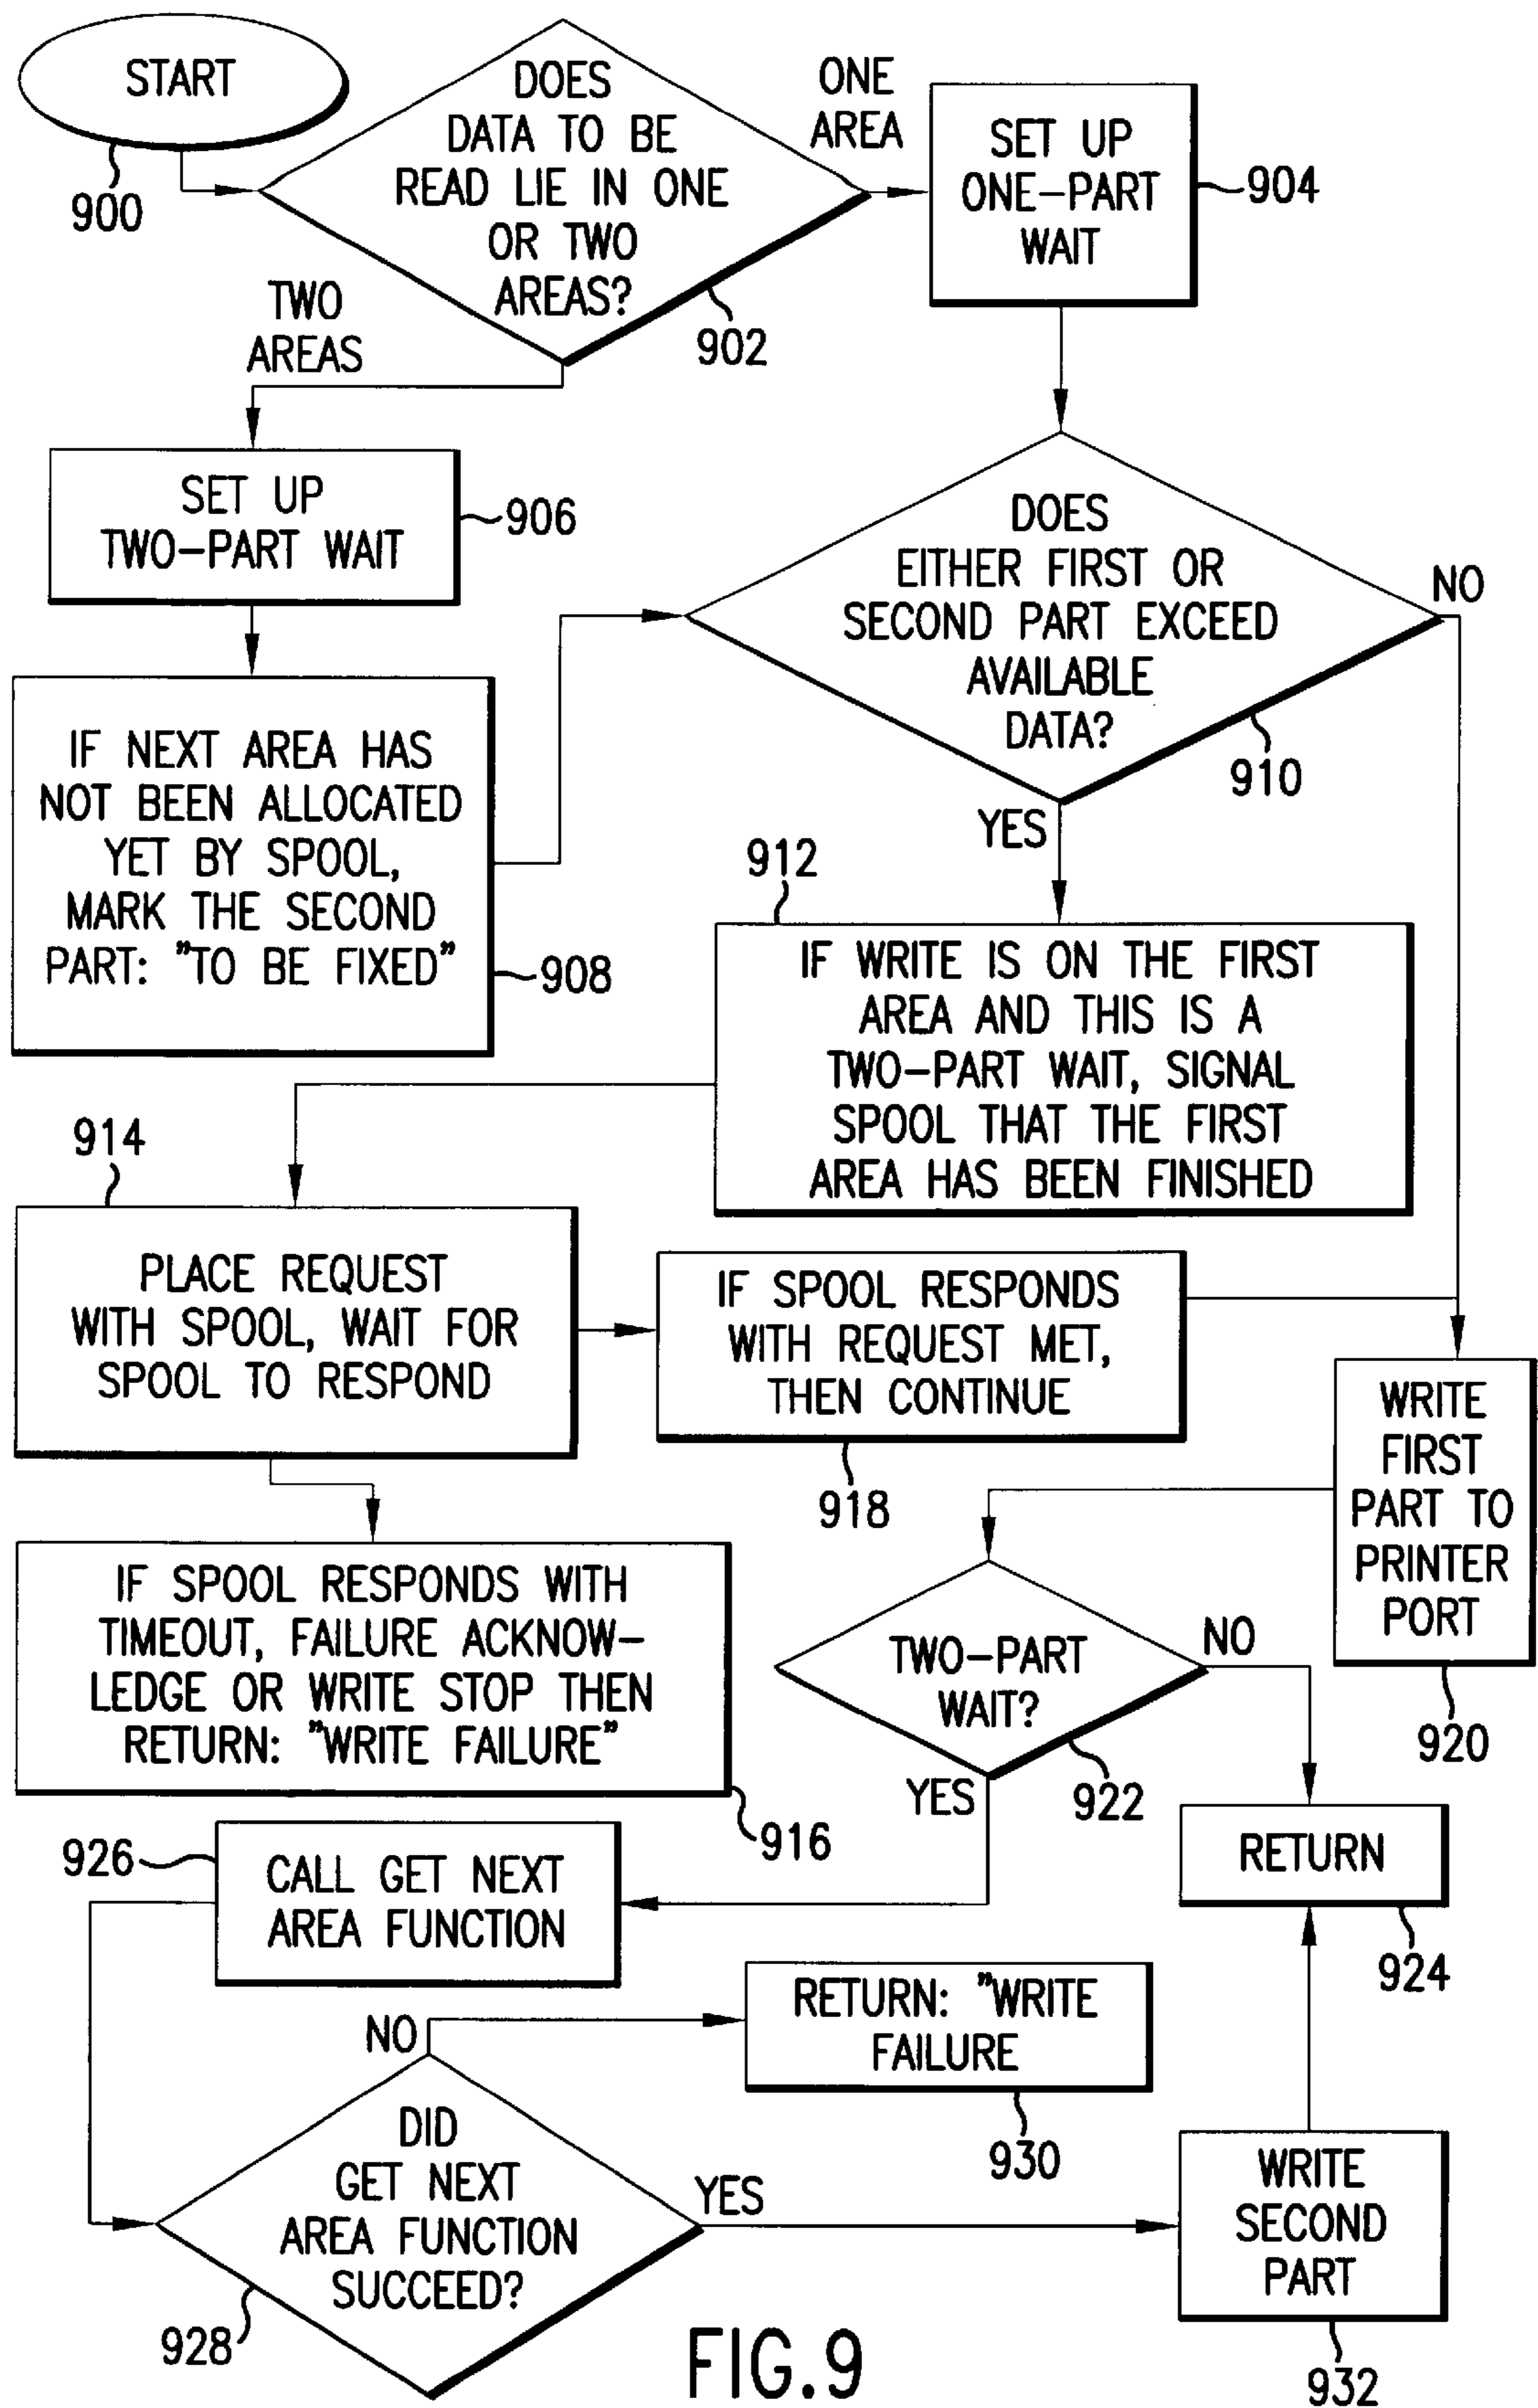 START
900
DOES
DATA TO BE
READ LIE IN ONE
OR TWO
AREAS?
902
ONE
AREA
SET UP
ONE-PART
WAIT
904
TWO
AREAS
SET UP
TWO-PART WAIT
906
IF NEXT AREA HAS
NOT BEEN ALLOCATED
YET BY SPOOL,
MARK THE SECOND
PART: "TO BE FIXED"
908
DOES
EITHER FIRST OR
SECOND PART EXCEED
AVAILABLE
DATA?
910
NO
YES
912
IF WRITE IS ON THE FIRST
AREA AND THIS IS A
TWO-PART WAIT, SIGNAL
SPOOL THAT THE FIRST
AREA HAS BEEN FINISHED
914
PLACE REQUEST
WITH SPOOL, WAIT FOR
SPOOL TO RESPOND
IF SPOOL RESPONDS
WITH REQUEST MET,
THEN CONTINUE
918
WRITE
FIRST
PART TO
PRINTER
PORT
920
IF SPOOL RESPONDS WITH
TIMEOUT, FAILURE ACKNOW-
LEDGE OR WRITE STOP THEN
RETURN: "WRITE FAILURE"
916
TWO-PART
WAIT?
922
NO
YES
RETURN
924
926
CALL GET NEXT
AREA FUNCTION
NO
RETURN: "WRITE
FAILURE
930
DID
GET NEXT
AREA FUNCTION
SUCCEED?
928
YES
WRITE
SECOND
PART
932
FIG.9